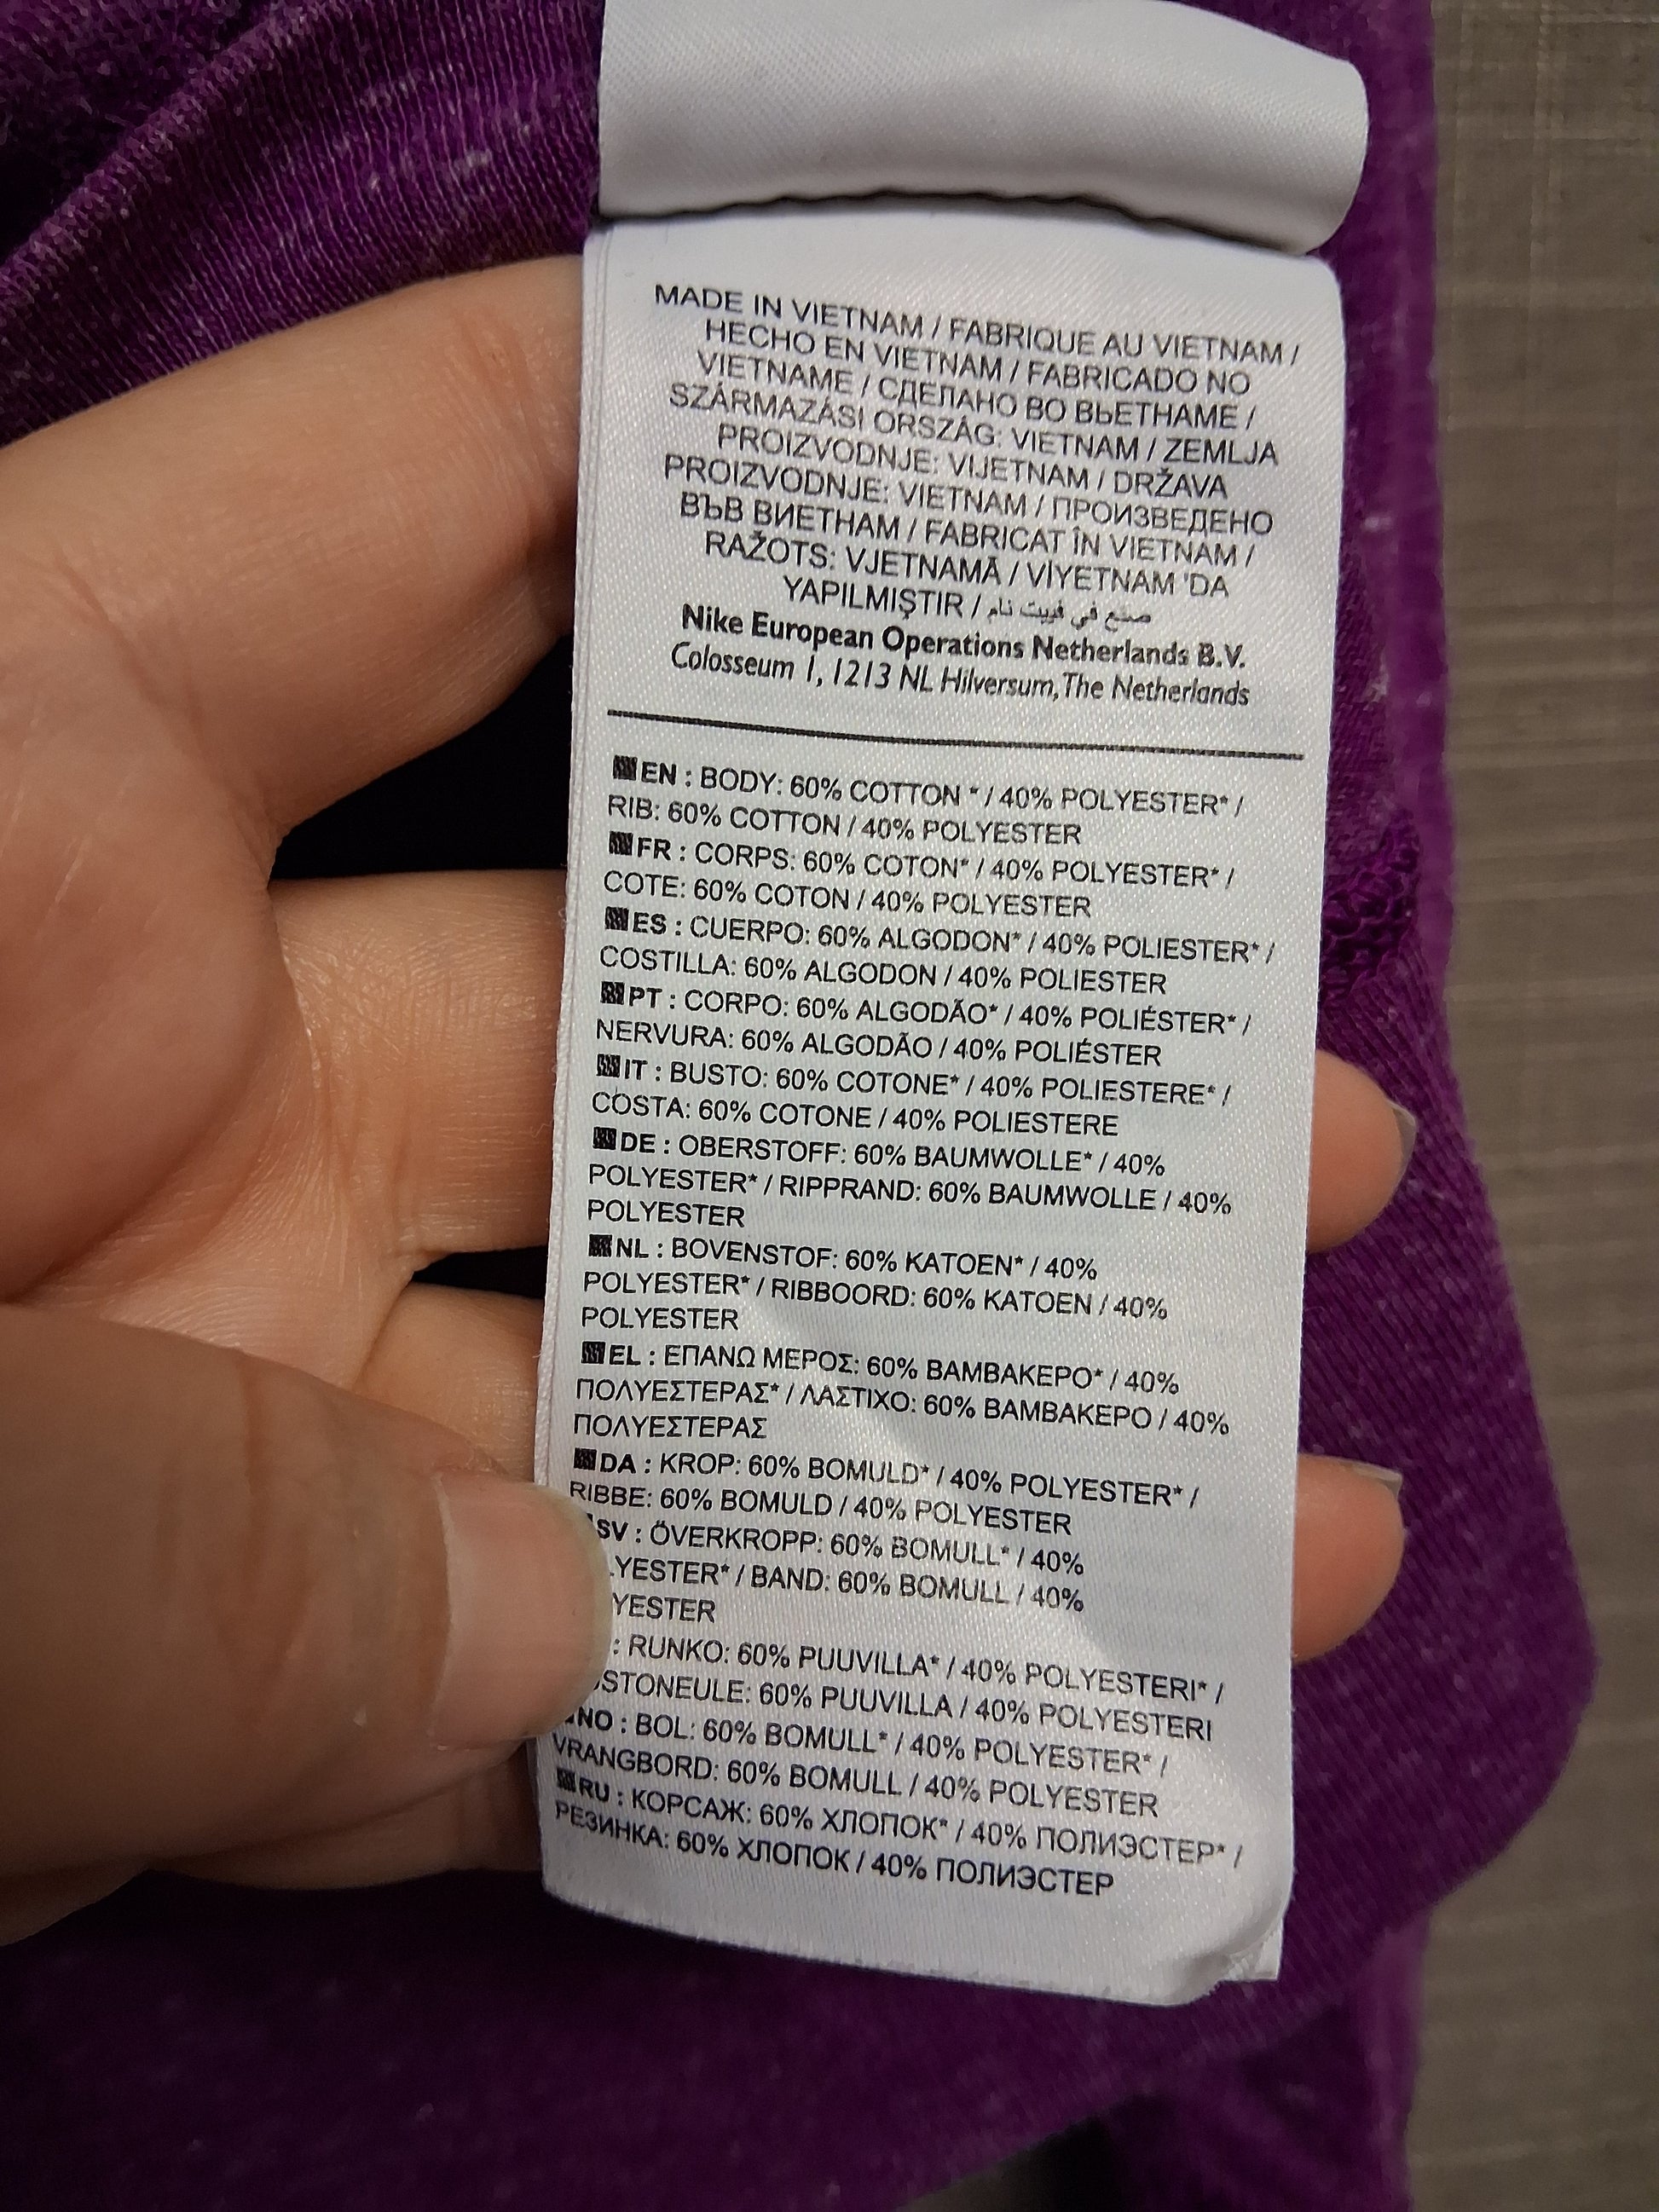 MADE IN VIETNAM / FABRIQUE AU VIETNAM /
HECHO EN VIETNAM / FABRICADO NO
VIETNAME / СДЕЛАНО ВО ВЬЕТНАМЕ /
SZÁRMAZÁSI ORSZÁG: VIETNAM / ZEMLJA
PROIZVODNJE: VIJETNAM / DRŽAVA
PROIZVODNJE: VIETNAM / ПРОИЗВЕДЕНО
ВЪВ ВИЕТНАМ / FABRICAT ÎN VIETNAM /
RAŽOTS: VJETNAMĀ / VİYETNAM 'DA
YAPILMIŞTIR / صنع في فييت نام
Nike European Operations Netherlands B.V.
Colosseum 1, 1213 NL Hilversum, The Netherlands
EN : BODY: 60% COTTON * / 40% POLYESTER* /
RIB: 60% COTTON / 40% POLYESTER
FR : CORPS: 60% COTON* / 40% POLYESTER* /
COTE: 60% COTON / 40% POLYESTER
ES : CUERPO: 60% ALGODON* / 40% POLIESTER* /
COSTILLA: 60% ALGODON / 40% POLIESTER
PT : CORPO: 60% ALGODÃO* / 40% POLIÉSTER* /
NERVURA: 60% ALGODÃO / 40% POLIÉSTER
IT : BUSTO: 60% COTONE* / 40% POLIESTERE* /
COSTA: 60% COTONE / 40% POLIESTERE
DE : OBERSTOFF: 60% BAUMWOLLE* / 40%
POLYESTER* / RIPPRAND: 60% BAUMWOLLE / 40%
POLYESTER
NL : BOVENSTOF: 60% KATOEN* / 40%
POLYESTER* / RIBBOORD: 60% KATOEN / 40%
POLYESTER
EL : ΕΠΑΝΩ ΜΕΡΟΣ: 60% ΒΑΜΒΑΚΕΡΟ* / 40%
ΠΟΛΥΕΣΤΕΡΑΣ* / ΛΑΣΤΙΧΟ: 60% ΒΑΜΒΑΚΕΡΟ / 40%
ΠΟΛΥΕΣΤΕΡΑΣ
DA : KROP: 60% BOMULD* / 40% POLYESTER* /
RIBBE: 60% BOMULD / 40% POLYESTER
SV : ÖVERKROPP: 60% BOMULL* / 40%
YESTER* / BAND: 60% BOMULL / 40%
YESTER
: RUNKO: 60% PUUVILLA* / 40% POLYESTERI* /
STONEULE: 60% PUUVILLA / 40% POLYESTERI
NO : BOL: 60% BOMULL* / 40% POLYESTER* /
VRANGBORD: 60% BOMULL / 40% POLYESTER
RU : КОРСАЖ: 60% ХЛОПОК* / 40% ПОЛИЭСТЕР* /
РЕЗИНКА: 60% ХЛОПОК / 40% ПОЛИЭСТЕР